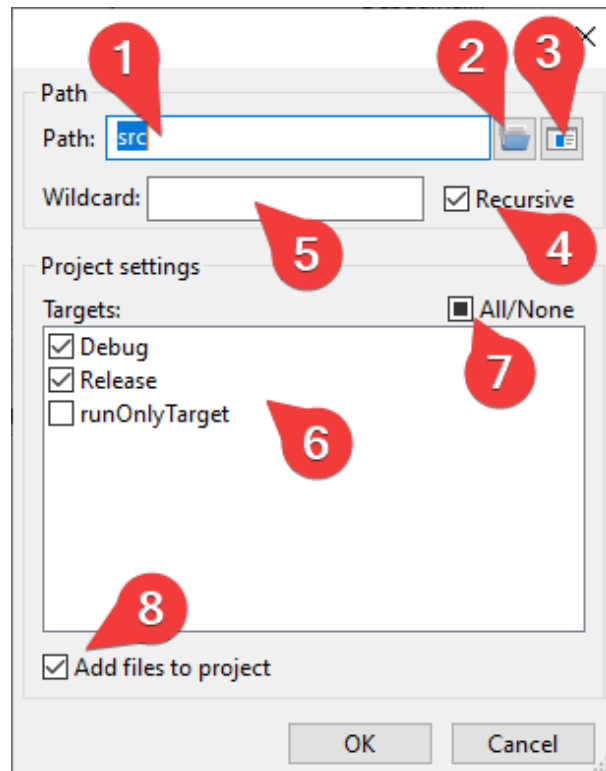 1
2
3
Path
Path: src
Wildcard:
Recursive
5
4
Project settings
Targets:
All/None
Debug
Release
runOnlyTarget
7
6
8
Add files to project
OK
Cancel